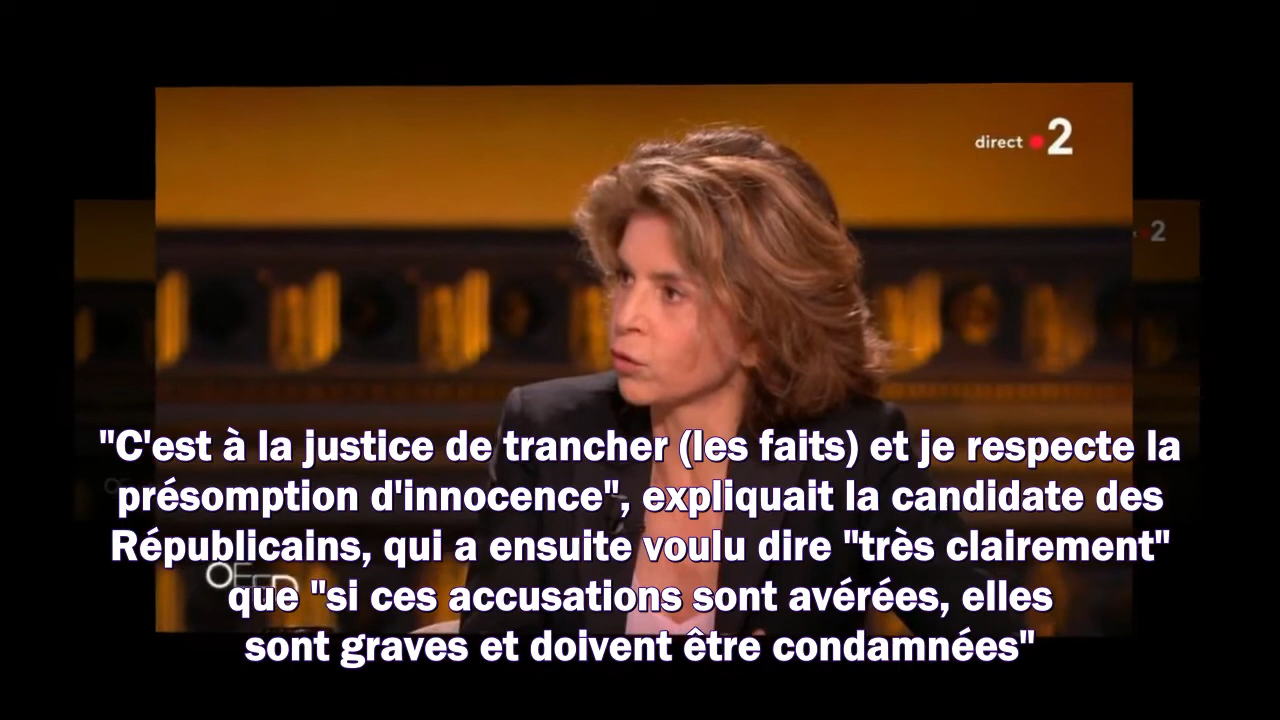 direct 2
2
"C'est à la justice de trancher (les faits) et je respecte la
présomption d'innocence", expliquait la candidate des
Républicains, qui a ensuite voulu dire "très clairement"
que "si ces accusations sont avérées, elles
sont graves et doivent être condamnées"